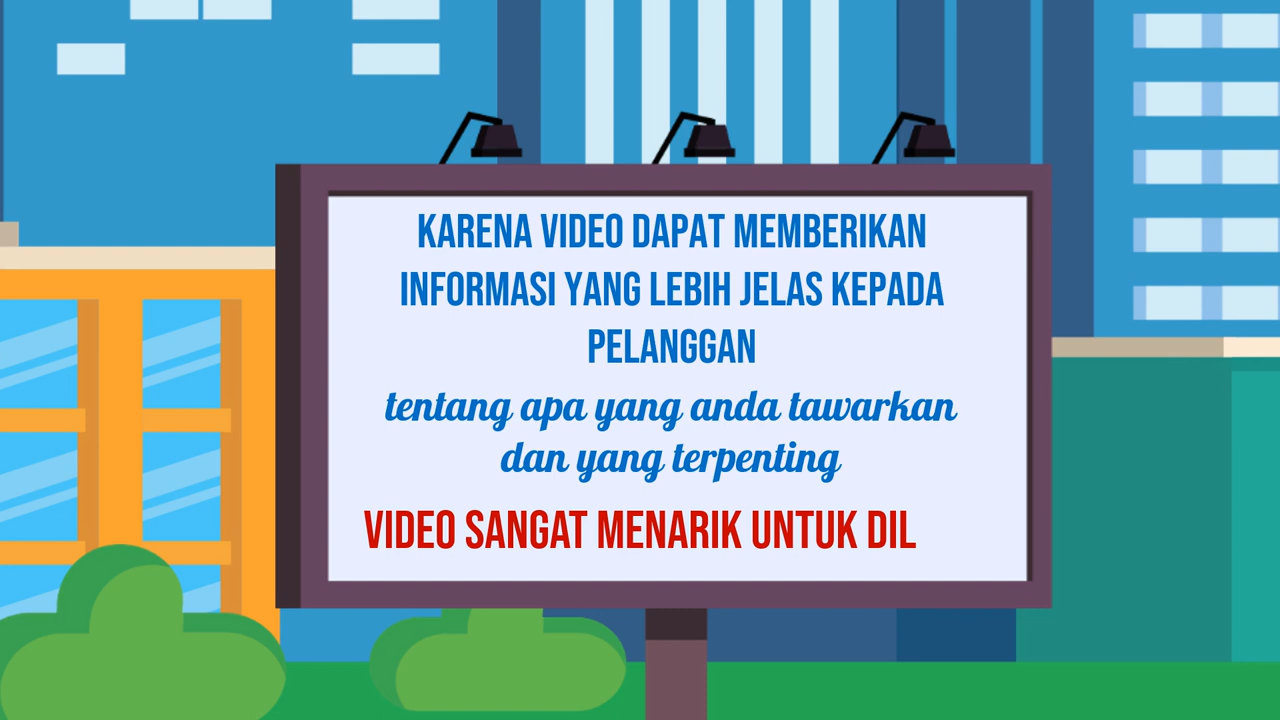 KARENA VIDEO DAPAT MEMBERIKAN
INFORMASI YANG LEBIH JELAS KEPADA
PELANGGAN
tentang apa yang anda tawarkan
dan yang terpenting
VIDEO SANGAT MENARIK UNTUK DIL